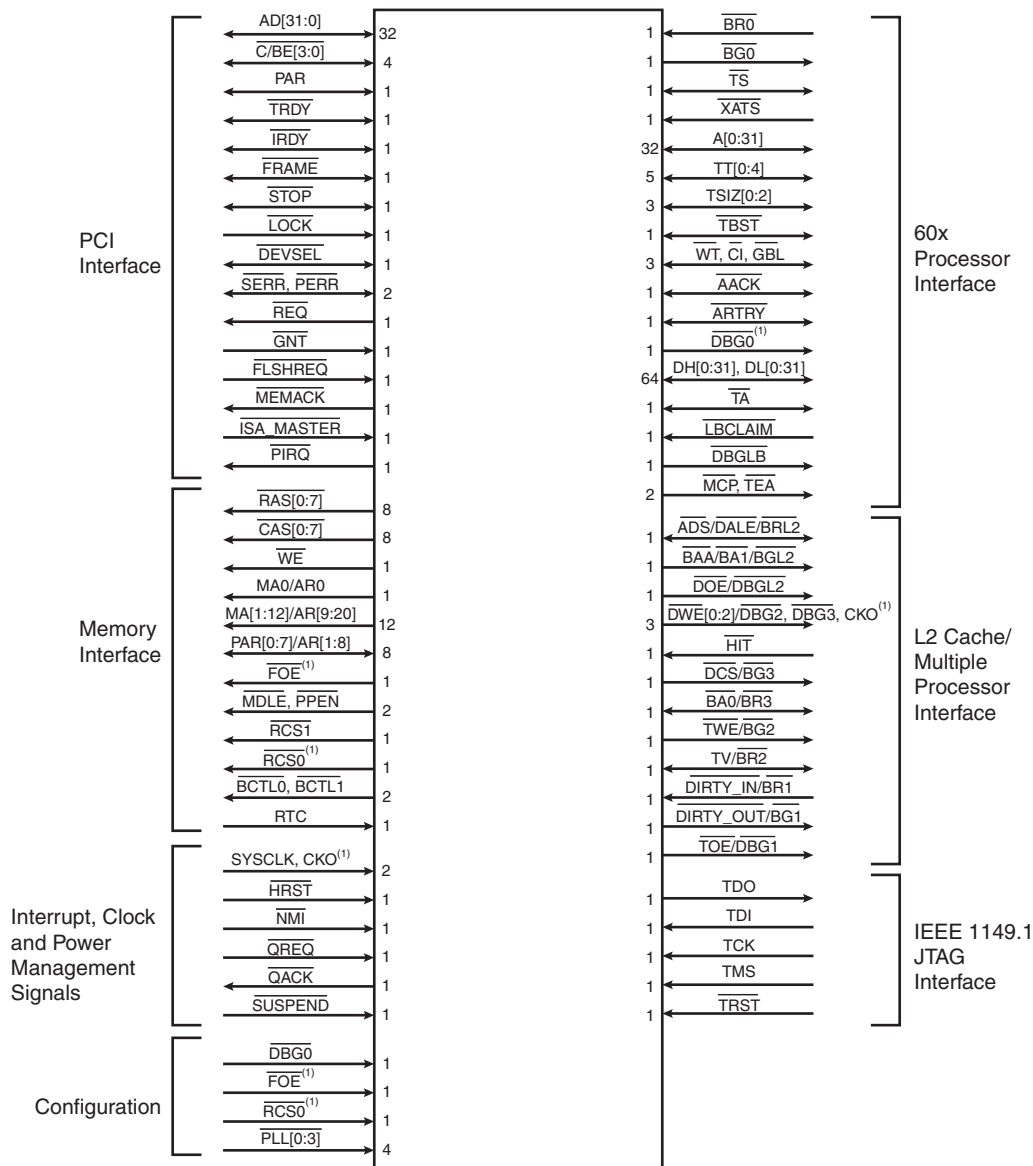 PCI
Interface
AD[31:0] 32
C/BE[3:0] 4
PAR 1
TRDY 1
IRDY 1
FRAME 1
STOP 1
LOCK 1
DEVSEL 1
SERR, PERR 2
REQ 1
GNT 1
FLSHREQ 1
MEMACK 1
ISA_MASTER 1
PIRQ 1
Memory
Interface
RAS[0:7] 8
CAS[0:7] 8
WE 1
MA0/AR0 1
MA[1:12]/AR[9:20] 12
PAR[0:7]/AR[1:8] 8
FOE(1) 1
MDLE, PPEN 2
RCS1 1
RCS0(1) 1
BCTL0, BCTL1 2
RTC 1
Interrupt, Clock
and Power
Management
Signals
SYSCLK, CKO(1) 2
HRST 1
NMI 1
QREQ 1
QACK 1
SUSPEND 1
Configuration
DBG0 1
FOE(1) 1
RCS0(1) 1
PLL[0:3] 4
1 BR0
1 BG0
1 TS
1 XATS
32 A[0:31]
5 TT[0:4]
3 TSIZ[0:2]
1 TBST
3 WT, CI, GBL
1 AACK
1 ARTRY
1 DBG0(1)
64 DH[0:31], DL[0:31]
1 TA
1 LBCLAIM
1 DBGLB
2 MCP, TEA
60x
Processor
Interface
1 ADS/DALE/BRL2
1 BAA/BA1/BGL2
1 DOE/DBGL2
3 DWE[0:2]/DBG2, DBG3, CKO(1)
1 HIT
1 DCS/BG3
1 BA0/BR3
1 TWE/BG2
1 TV/BR2
1 DIRTY_IN/BR1
1 DIRTY_OUT/BG1
1 TOE/DBG1
L2 Cache/
Multiple
Processor
Interface
1 TDO
1 TDI
1 TCK
1 TMS
1 TRST
IEEE 1149.1
JTAG
Interface